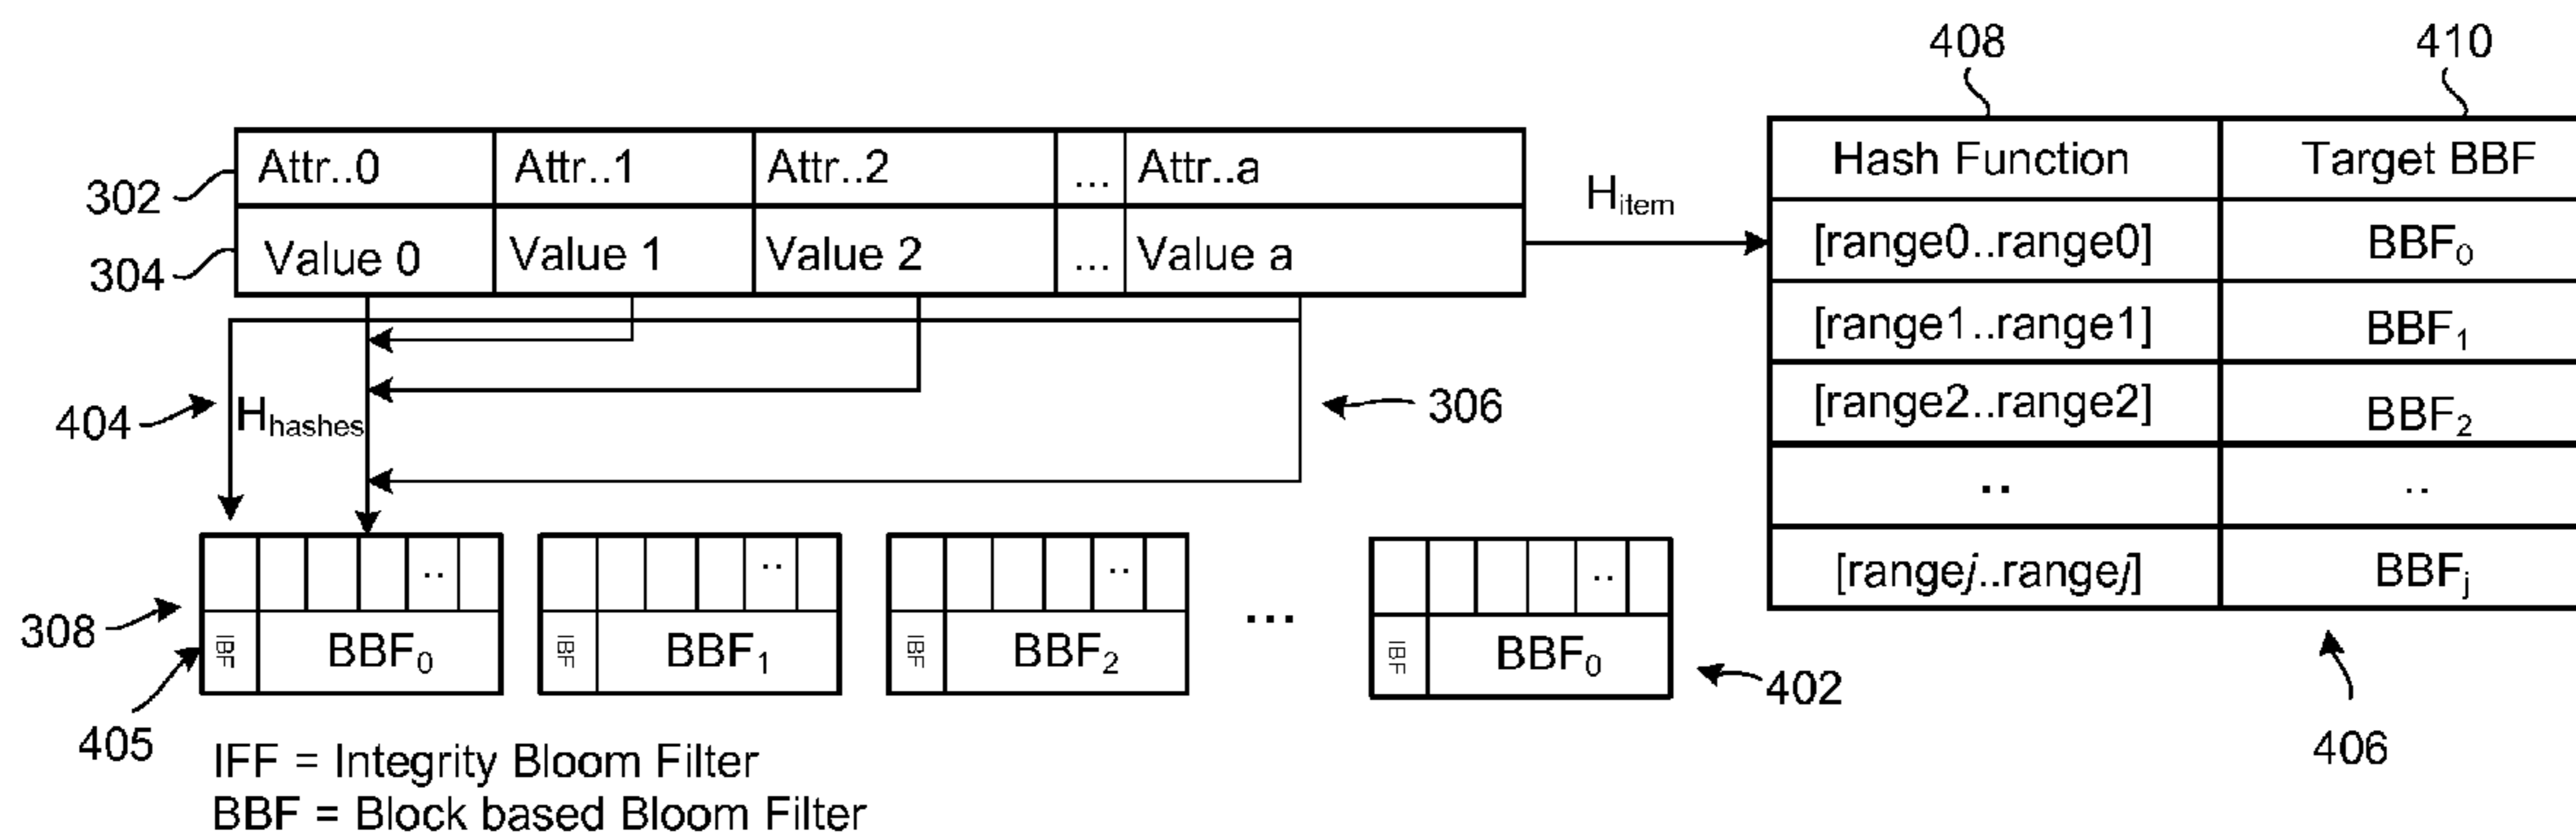 408 410
Attr..0 Attr..1 Attr..2 ... Attr..a
302
Value 0 Value 1 Value 2 ... Value a
304
Hitem
Hash Function Target BBF
[range0..range0] BBF0
[range1..range1] BBF1
[range2..range2] BBF2
.. ..
[rangej..rangej] BBFj
404 Hhashes 306
.. .. .. ... ..
308
IBF BBF0 IBF BBF1 IBF BBF2 IBF BBF0
402
405
406
IFF = Integrity Bloom Filter
BBF = Block based Bloom Filter